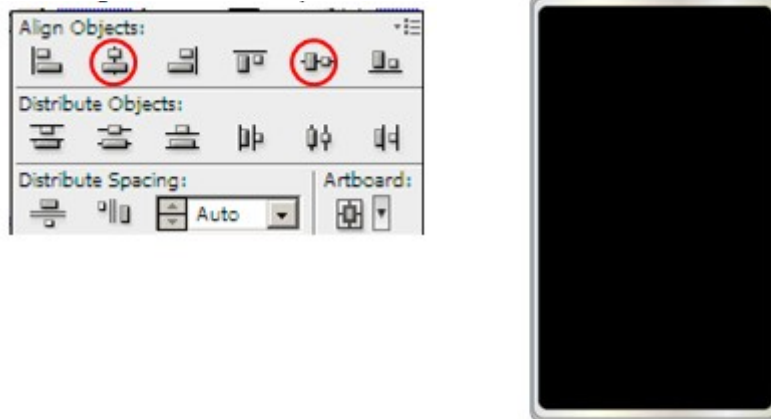 Align Objects:
Distribute Objects:
Distribute Spacing: Artboard:
Auto